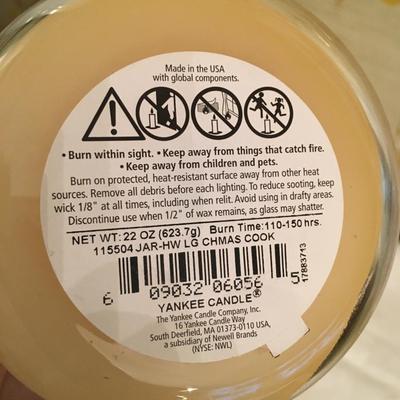 Made in the USA
with global components.
• Burn within sight. • Keep away from things that catch fire.
• Keep away from children and pets.
Burn on protected, heat-resistant surface away from other heat
sources. Remove all debris before each lighting. To reduce sooting, keep
wick 1/8" at all times, including when relit. Avoid using in drafty areas.
Discontinue use when 1/2" of wax remains, as glass may shatter.
NET WT: 22 OZ (623.7g) Burn Time: 110-150 hrs.
115504 JAR-HW LG CHMAS COOK
6 09032 06056 5
17883713
YANKEE CANDLE®
The Yankee Candle Company, Inc.
16 Yankee Candle Way
South Deerfield, MA 01373-0110 USA,
a subsidiary of Newell Brands
(NYSE: NWL)